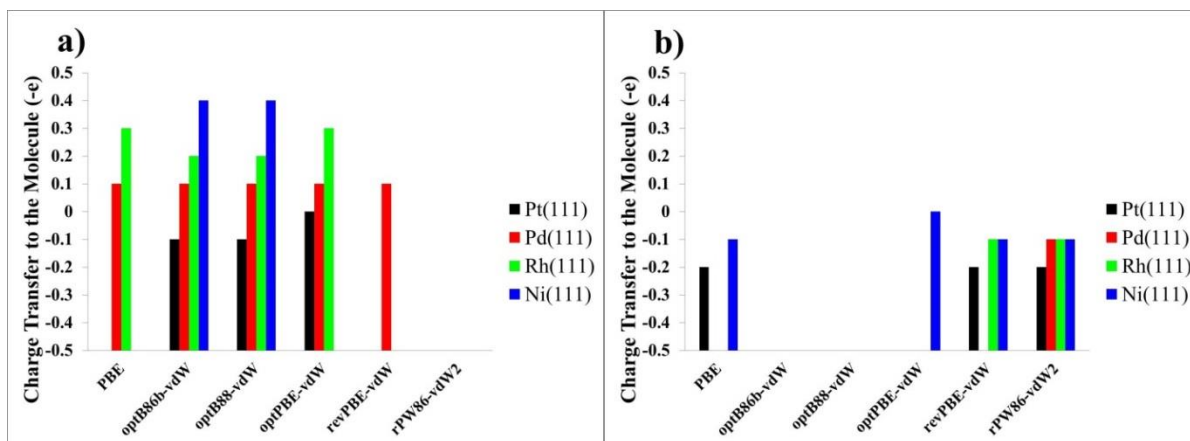 a)
Charge Transfer to the Molecule (-e)
0.5
0.4
0.3
0.2
0.1
0
-0.1
-0.2
-0.3
-0.4
-0.5
PBE
optB86b-vdW
optB88-vdW
optPBE-vdW
revPBE-vdW
rPW86-vdW2
Pt(111)
Pd(111)
Rh(111)
Ni(111)
b)
Charge Transfer to the Molecule (-e)
0.5
0.4
0.3
0.2
0.1
0
-0.1
-0.2
-0.3
-0.4
-0.5
PBE
optB86b-vdW
optB88-vdW
optPBE-vdW
revPBE-vdW
rPW86-vdW2
Pt(111)
Pd(111)
Rh(111)
Ni(111)